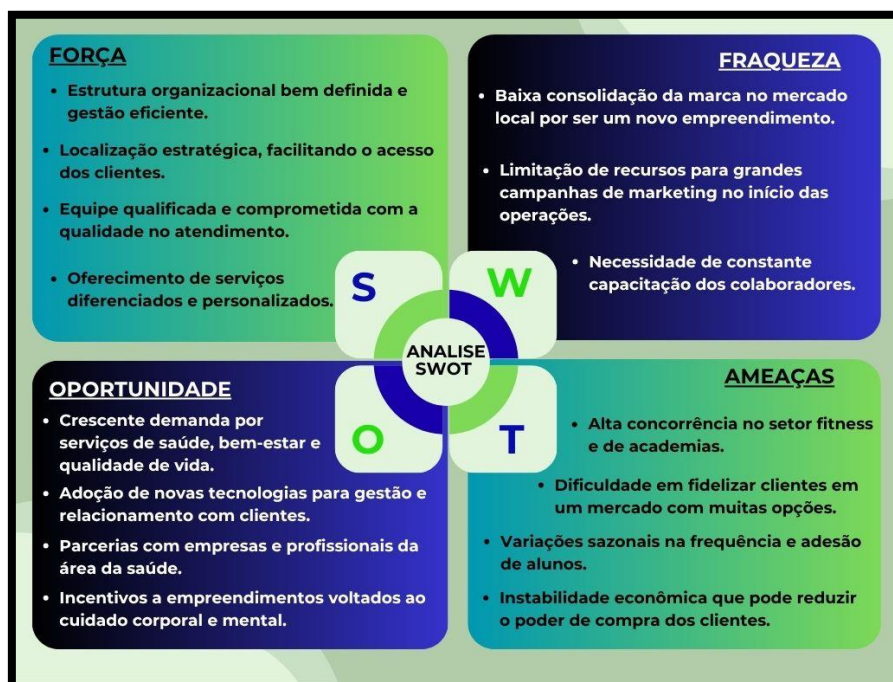 FORÇA
• Estrutura organizacional bem definida e
gestão eficiente.
• Localização estratégica, facilitando o acesso
dos clientes.
• Equipe qualificada e comprometida com a
qualidade no atendimento.
• Oferecimento de serviços
diferenciados e personalizados.
FRAQUEZA
• Baixa consolidação da marca no mercado
local por ser um novo empreendimento.
• Limitação de recursos para grandes
campanhas de marketing no início das
operações.
• Necessidade de constante
capacitação dos colaboradores.
S
W
ANALISE
SWOT
O
T
OPORTUNIDADE
• Crescente demanda por
serviços de saúde, bem-estar e
qualidade de vida.
• Adoção de novas tecnologias para gestão e
relacionamento com clientes.
• Parcerias com empresas e profissionais da
área da saúde.
• Incentivos a empreendimentos voltados ao
cuidado corporal e mental.
AMEAÇAS
• Alta concorrência no setor fitness
e de academias.
• Dificuldade em fidelizar clientes em
um mercado com muitas opções.
• Variações sazonais na frequência e adesão
de alunos.
• Instabilidade econômica que pode reduzir
o poder de compra dos clientes.